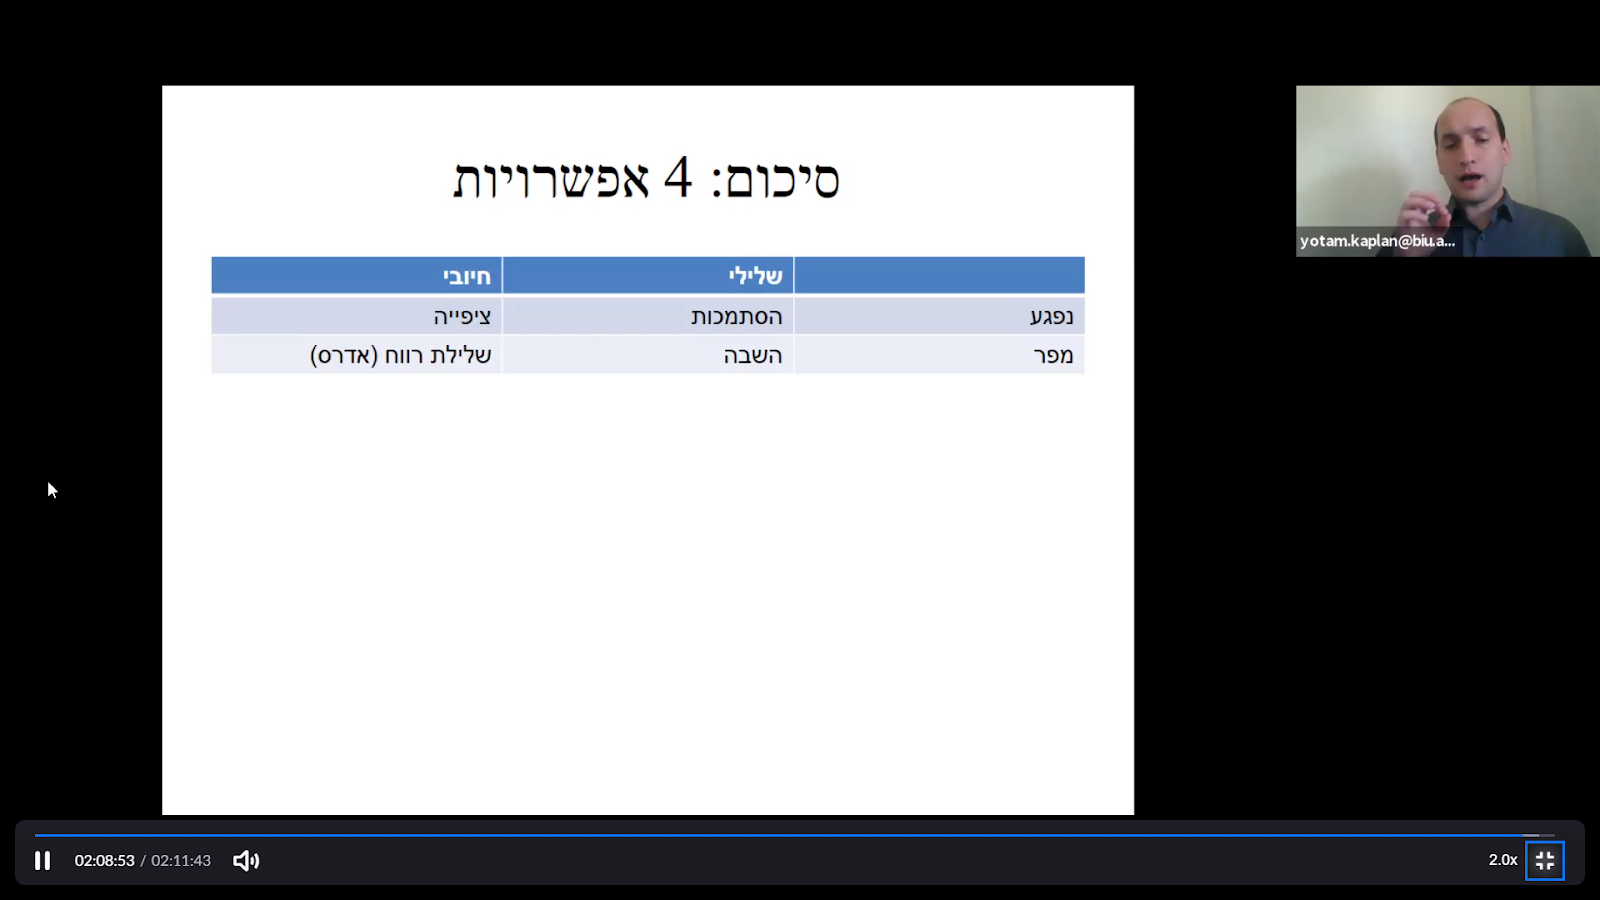 סיכום: 4 אפשרויות
שלילי חיובי
נפגע הסתמכות ציפייה
מפר השבה שלילת רווח (אדרס)
yotam.kaplan@biu.a...
02:08:53 / 02:11:43 2.0x